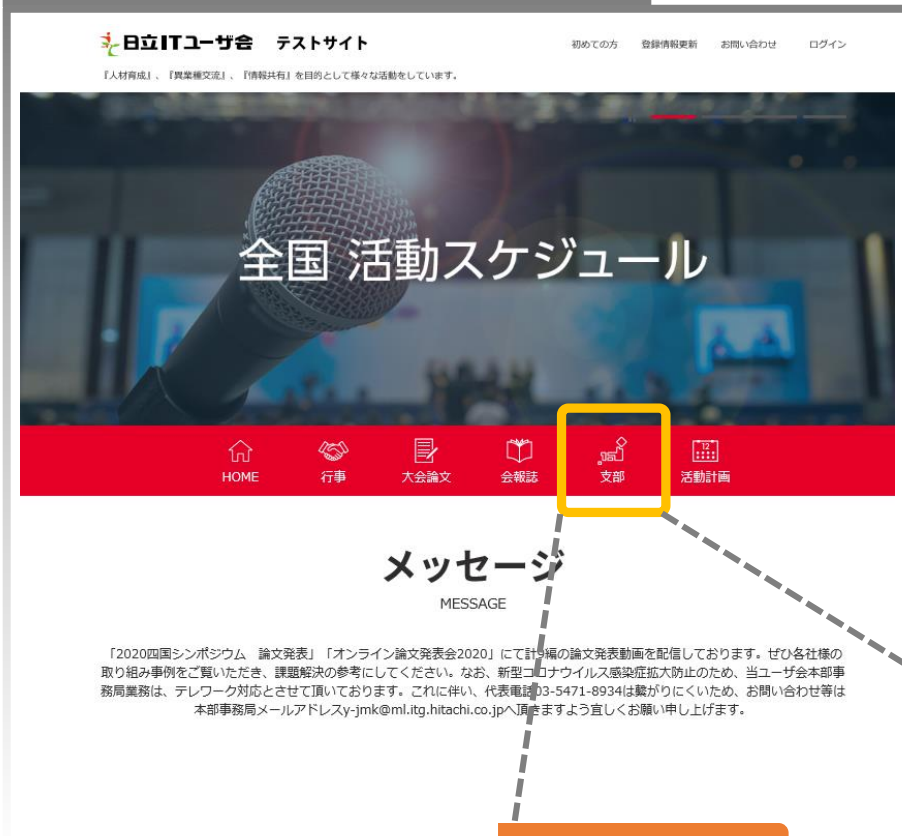 日立ITユーザ会 テストサイト
初めての方 登録情報更新 お問い合わせ ログイン
『人材育成』、『異業種交流』、『情報共有』を目的として様々な活動をしています。
全国 活動スケジュール
12
HOME 行事 大会論文 会報誌 支部 活動計画
メッセージ
MESSAGE
「2020四国シンポジウム 論文発表」「オンライン論文発表会2020」にて計9編の論文発表動画を配信しております。ぜひ各社様の
取り組み事例をご覧いただき、課題解決の参考にしてください。なお、新型コロナウイルス感染症拡大防止のため、当ユーザ会本部事
務局業務は、テレワーク対応とさせて頂いております。これに伴い、代表電話03-5471-8934は繋がりにくいため、お問い合わせ等は
本部事務局メールアドレスy-jmk@ml.itg.hitachi.co.jpへ頂きますよう宜しくお願い申し上げます。